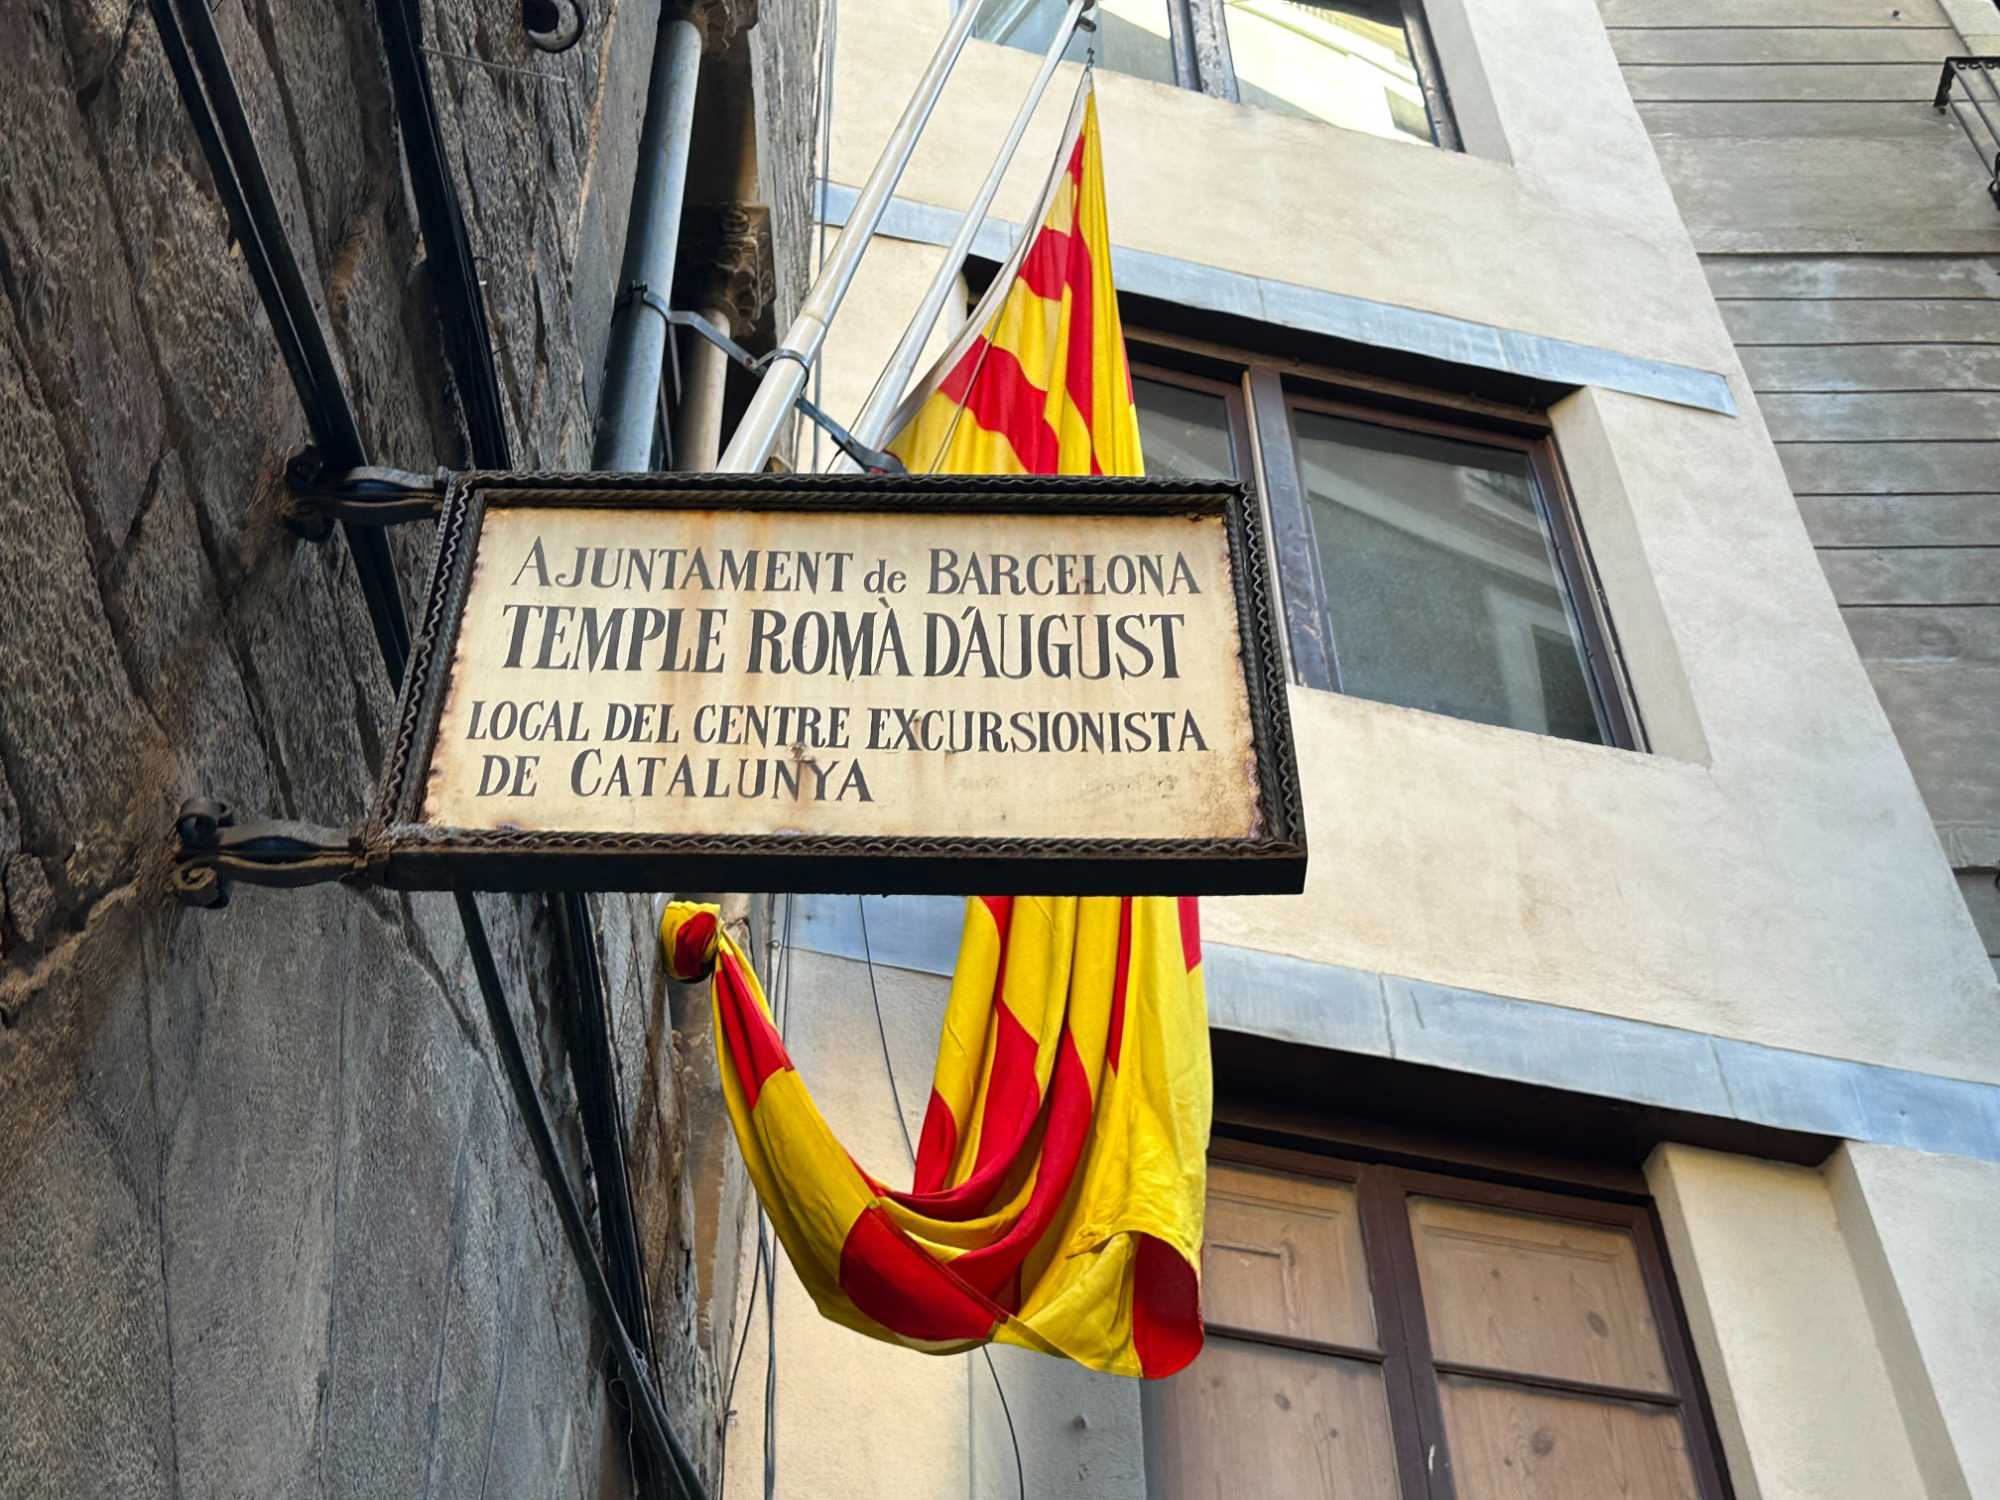 AJUNTAMENT de BARCELONA
TEMPLE ROMÀ D'AUGUST
LOCAL DEL CENTRE EXCURSIONISTA
DE CATALUNYA